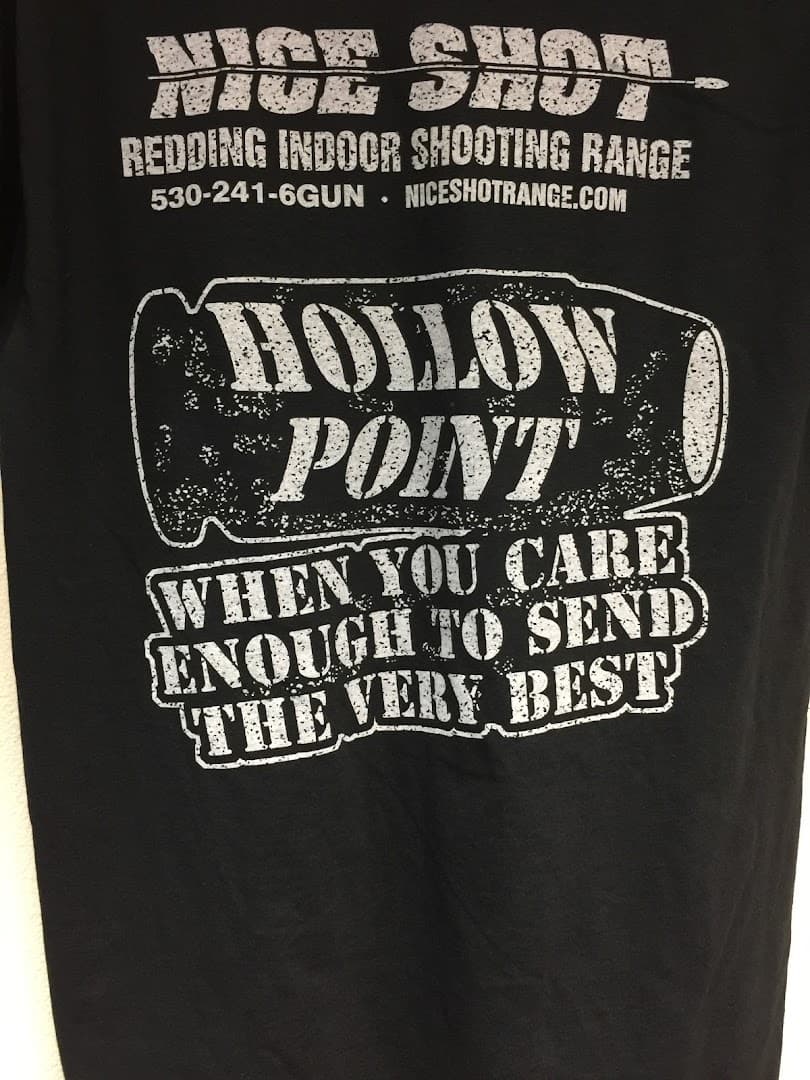 NICE SHOT
REDDING INDOOR SHOOTING RANGE
530-241-6GUN · NICESHOTRANGE.COM
HOLLOW
POINT
WHEN YOU CARE
ENOUGH TO SEND
THE VERY BEST